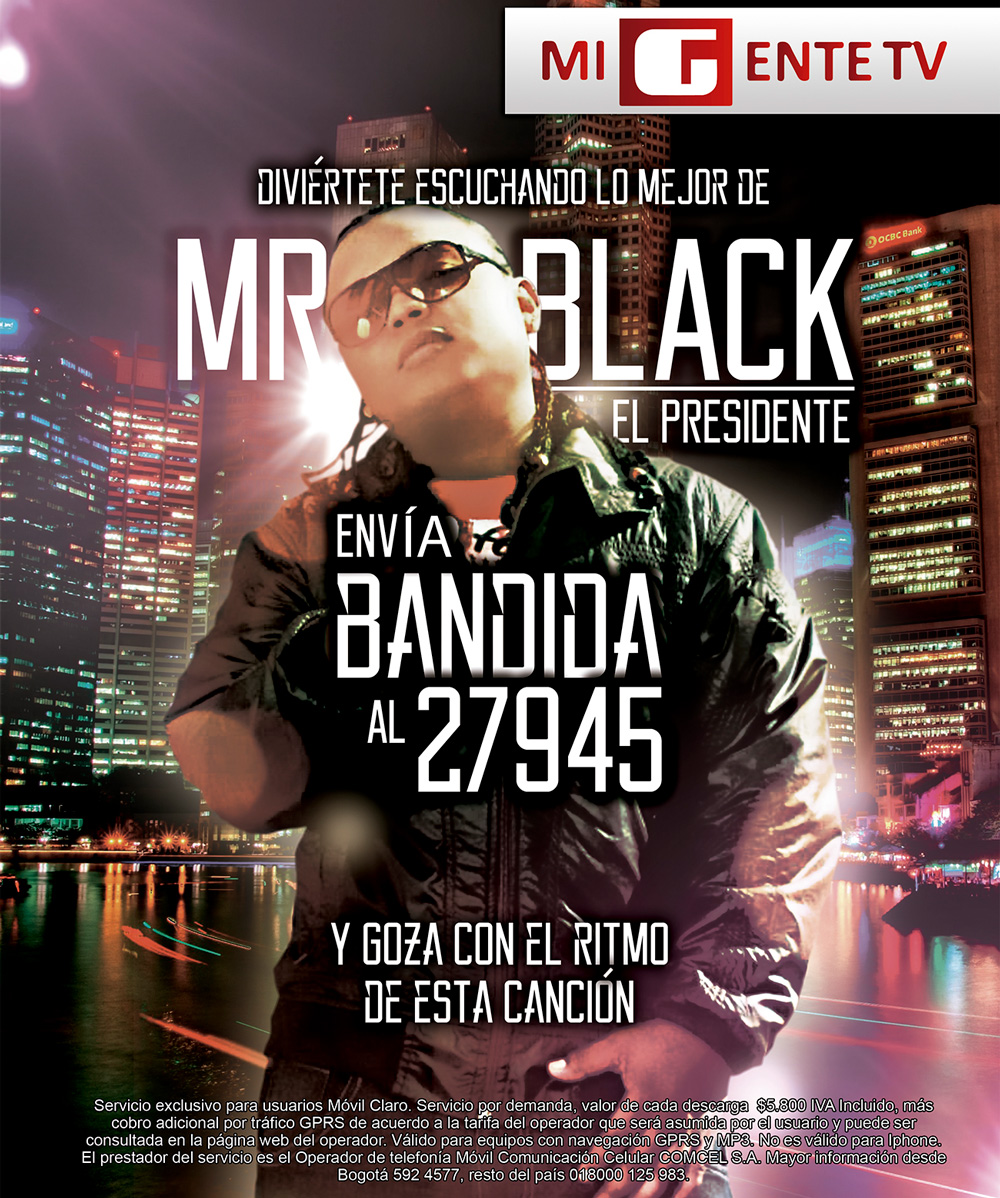 MI GENTE TV
DIVIÉRTETE ESCUCHANDO LO MEJOR DE
MR BLACK
OCBC Bank
EL PRESIDENTE
ENVÍA
BANDIDA
AL 27945
Y GOZA CON EL RITMO
DE ESTA CANCIÓN
Servicio exclusivo para usuarios Móvil Claro. Servicio por demanda, valor de cada descarga $5.800 IVA Incluido, más
cobro adicional por tráfico GPRS de acuerdo a la tarifa del operador que será asumida por el usuario y puede ser
consultada en la página web del operador. Válido para equipos con navegación GPRS y MP3. No es válido para Iphone.
El prestador del servicio es el Operador de telefonía Móvil Comunicación Celular COMCEL S.A. Mayor información desde
Bogotá 592 4577, resto del país 018000 125 983.